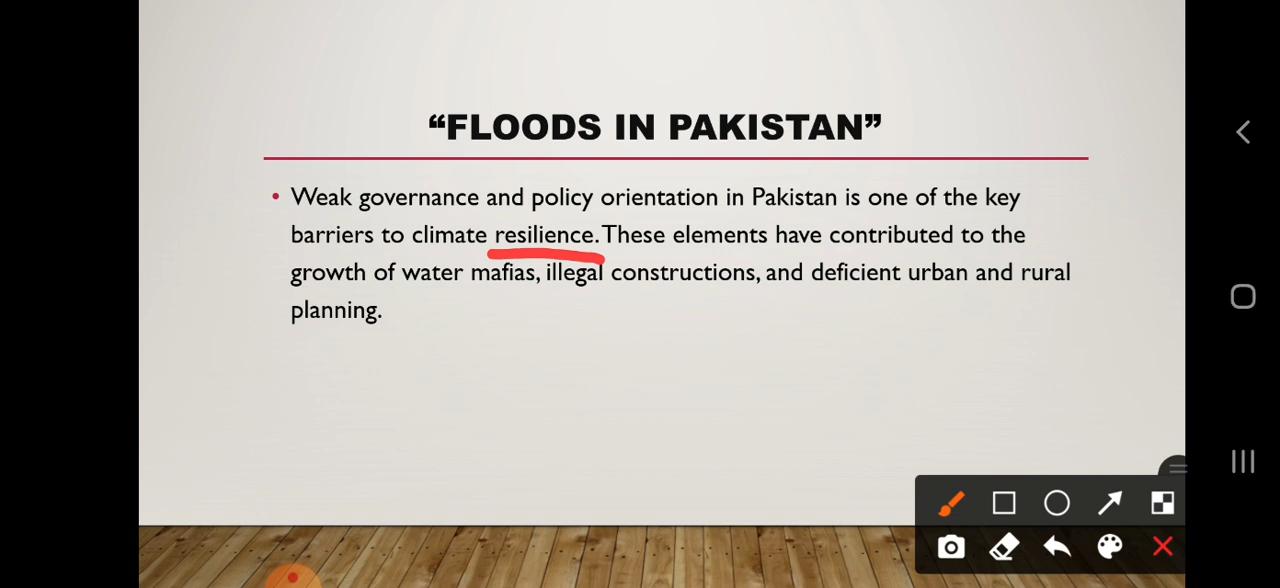 “FLOODS IN PAKISTAN”
• Weak governance and policy orientation in Pakistan is one of the key
barriers to climate resilience. These elements have contributed to the
growth of water mafias, illegal constructions, and deficient urban and rural
planning.